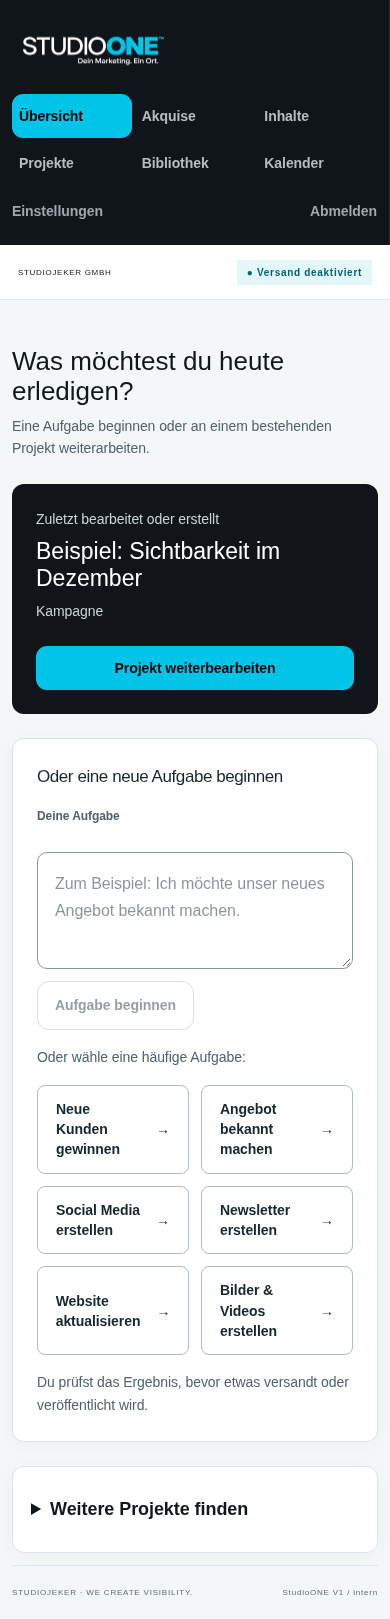 STUDIOONE™
Dein Marketing. Ein Ort.
Übersicht Akquise Inhalte
Projekte Bibliothek Kalender
Einstellungen Abmelden
STUDIOJEKER GMBH ● Versand deaktiviert
Was möchtest du heute
erledigen?
Eine Aufgabe beginnen oder an einem bestehenden
Projekt weiterarbeiten.
Zuletzt bearbeitet oder erstellt
Beispiel: Sichtbarkeit im
Dezember
Kampagne
Projekt weiterbearbeiten
Oder eine neue Aufgabe beginnen
Deine Aufgabe
Zum Beispiel: Ich möchte unser neues
Angebot bekannt machen.
Aufgabe beginnen
Oder wähle eine häufige Aufgabe:
Neue
Kunden
gewinnen →
Angebot
bekannt
machen →
Social Media
erstellen →
Newsletter
erstellen →
Website
aktualisieren →
Bilder &
Videos
erstellen →
Du prüfst das Ergebnis, bevor etwas versandt oder
veröffentlicht wird.
▶ Weitere Projekte finden
STUDIOJEKER · WE CREATE VISIBILITY. StudioONE V1 / intern